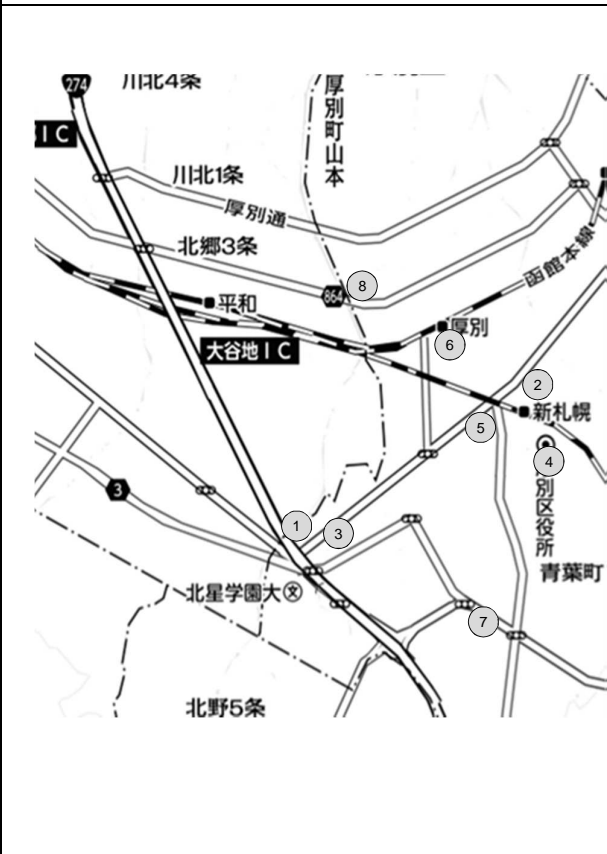 274
川北4条
IC
厚別町山本
川北1条
厚別通
北郷3条
函館本線
864
8
平和
厚別
6
大谷地IC
2
新札幌
5
4
別区役所
3
1
3
青葉町
北星学園大
文
7
北野5条